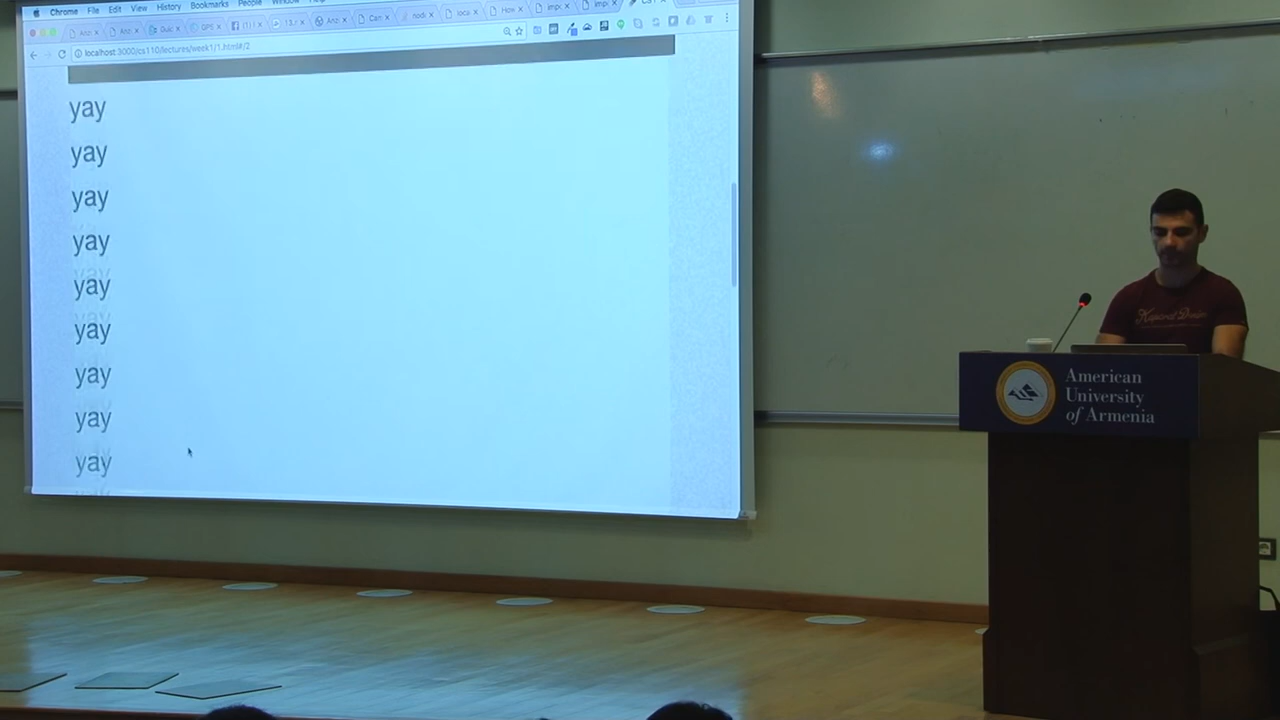 Chrome File Edit View History Bookmarks People Window Help
localhost:3000/cs110/lectures/week1/1.html#/2
yay
yay
yay
yay
yay
yay
yay
yay
yay
American
University
of Armenia